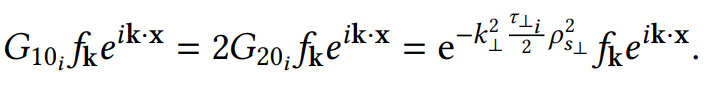 $G_{10_i} f_{\mathbf{k}} e^{i\mathbf{k}\cdot\mathbf{x}} = 2G_{20_i} f_{\mathbf{k}} e^{i\mathbf{k}\cdot\mathbf{x}} = \mathrm{e}^{-k_{\perp}^{2} \frac{\tau_{\perp i}}{2} \rho_{s_{\perp}}^{2}} f_{\mathbf{k}} e^{i\mathbf{k}\cdot\mathbf{x}}.$